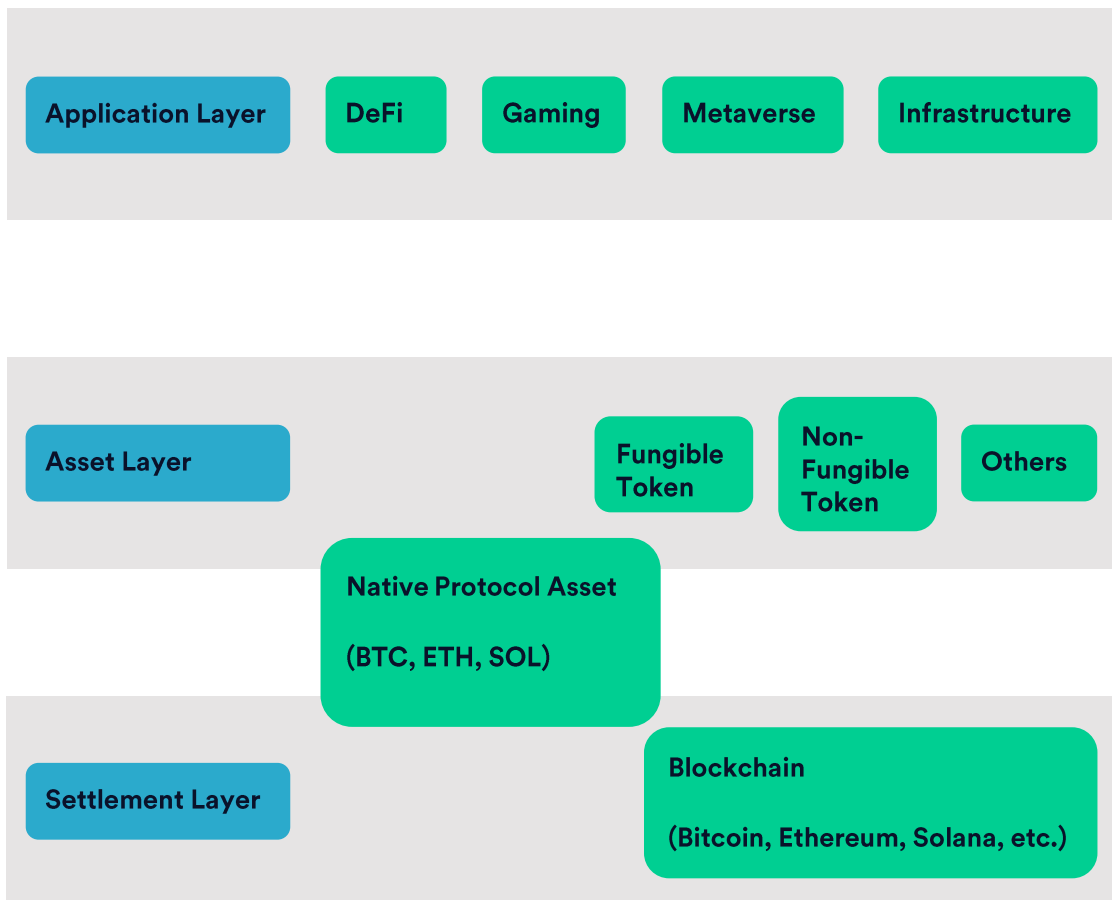 Application Layer
DeFi
Gaming
Metaverse
Infrastructure
Asset Layer
Fungible
Token
Non-
Fungible
Token
Others
Native Protocol Asset
(BTC, ETH, SOL)
Settlement Layer
Blockchain
(Bitcoin, Ethereum, Solana, etc.)